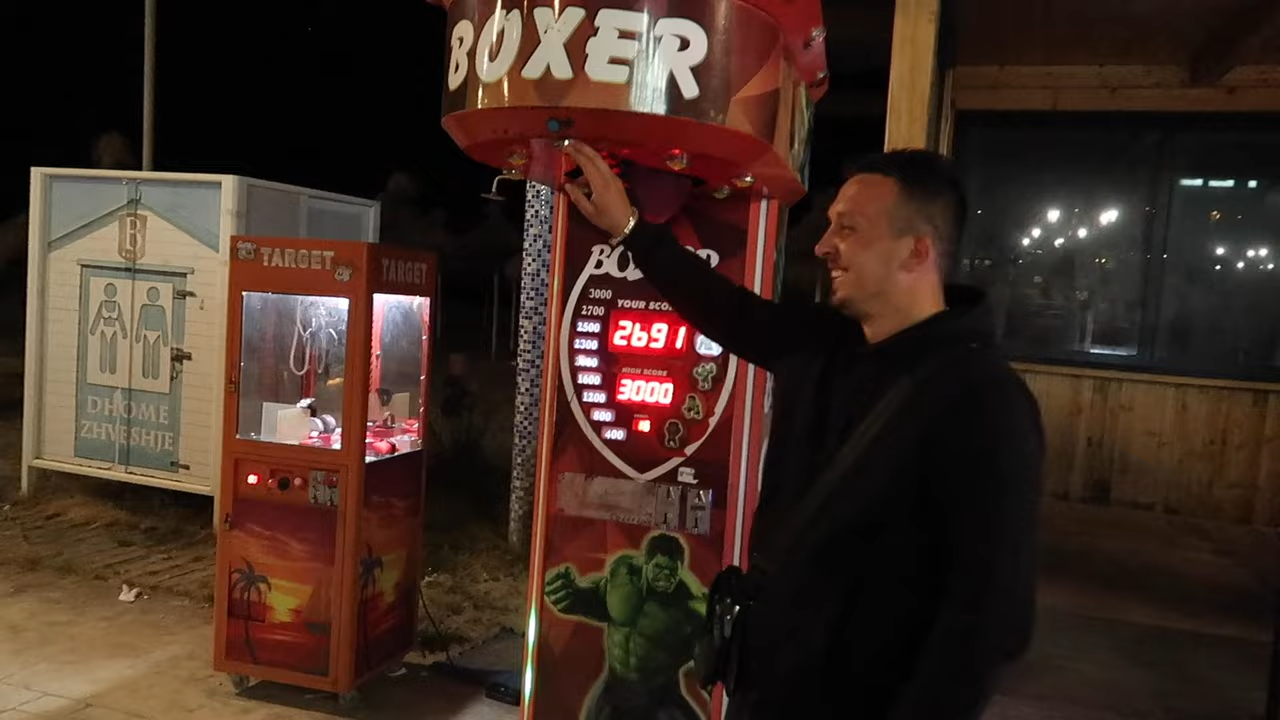 BOXER
TARGET
TARGET
B
DHOME
ZHVESHJE
3000
YOUR SCORE
2700
2500
2691
2300
HIGH SCORE
1600
3000
1200
800
400